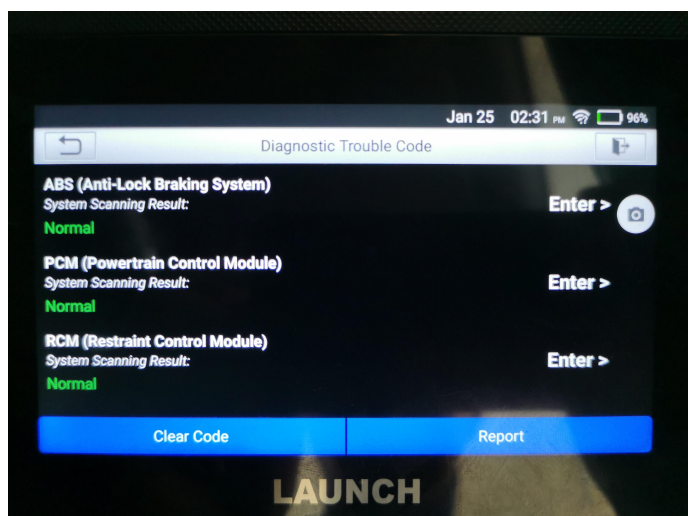 Jan 25 02:31 PM 96%
Diagnostic Trouble Code
ABS (Anti-Lock Braking System)
System Scanning Result:
Enter >
Normal
PCM (Powertrain Control Module)
System Scanning Result:
Enter >
Normal
RCM (Restraint Control Module)
System Scanning Result:
Enter >
Normal
Clear Code
Report
LAUNCH